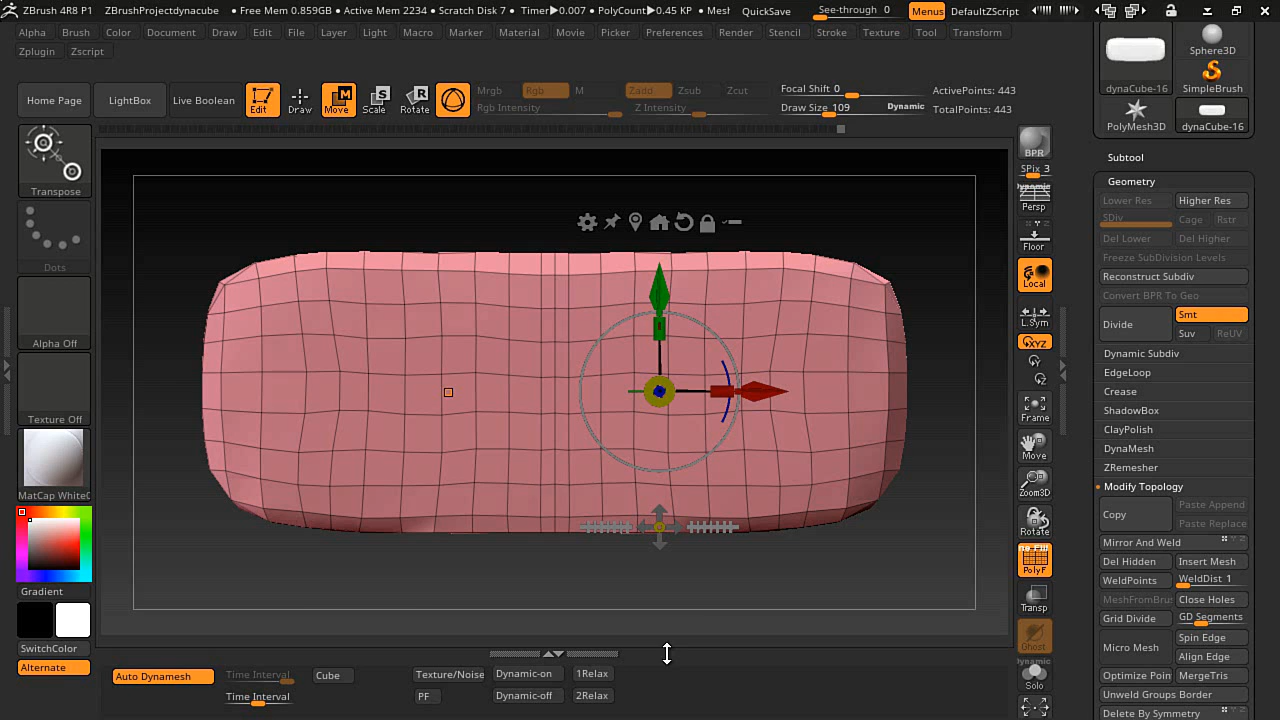 ZBrush 4R8 P1 ZBrushProjectdynacube • Free Mem 0.859GB • Active Mem 2234 • Scratch Disk 7 • Timer▶0.007 • PolyCount▶0.45 KP • Mesh QuickSave See-through 0 Menus DefaultZScript
Alpha Brush Color Document Draw Edit File Layer Light Macro Marker Material Movie Picker Preferences Render Stencil Stroke Texture Tool Transform
Zplugin Zscript
Home Page LightBox Live Boolean
Edit Draw Move Scale Rotate
Mrgb Rgb M Zadd Zsub Zcut
Rgb Intensity Z Intensity
Focal Shift 0 ActivePoints: 443
Draw Size 109 Dynamic TotalPoints: 443
Transpose
Dots
Alpha Off
Texture Off
MatCap WhiteC
Gradient
SwitchColor
Alternate
BPR
SPix 3
Dynamic
Persp
Floor
Local
L.Sym
XYZ
Y
Z
Frame
Move
Zoom3D
Rotate
PolyF
Transp
Ghost
Dynamic
Solo
dynaCube-16 Sphere3D
SimpleBrush
PolyMesh3D dynaCube-16
Subtool
Geometry
Lower Res Higher Res
SDiv Cage Rstr
Del Lower Del Higher
Freeze SubDivision Levels
Reconstruct Subdiv
Convert BPR To Geo
Divide Smt
Suv ReUV
Dynamic Subdiv
EdgeLoop
Crease
ShadowBox
ClayPolish
DynaMesh
ZRemesher
Modify Topology
Copy Paste Append
Paste Replace
Mirror And Weld
Del Hidden Insert Mesh
WeldPoints WeldDist 1
MeshFromBru Close Holes
Grid Divide GD Segments
Micro Mesh Spin Edge
Align Edge
Optimize Poin MergeTris
Unweld Groups Border
Delete By Symmetry
Auto Dynamesh Time Interval Cube Texture/Noise Dynamic-on 1Relax
Time Interval PF Dynamic-off 2Relax